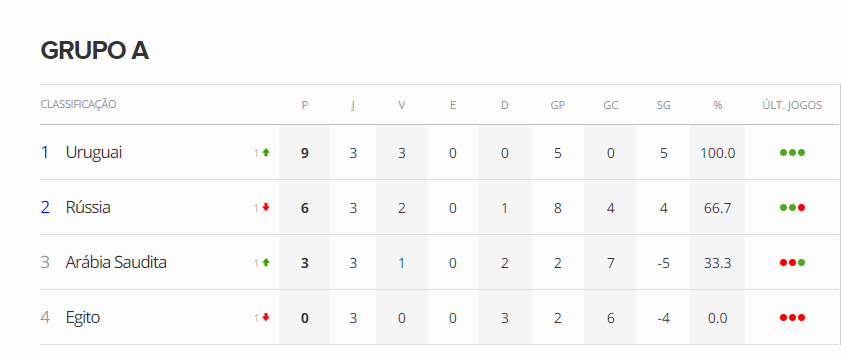 GRUPO A
CLASSIFICAÇÃO P J V E D GP GC SG % ÚLT. JOGOS
1 Uruguai 1 9 3 3 0 0 5 0 5 100.0
2 Rússia 1 6 3 2 0 1 8 4 4 66.7
3 Arábia Saudita 1 3 3 1 0 2 2 7 -5 33.3
4 Egito 1 0 3 0 0 3 2 6 -4 0.0